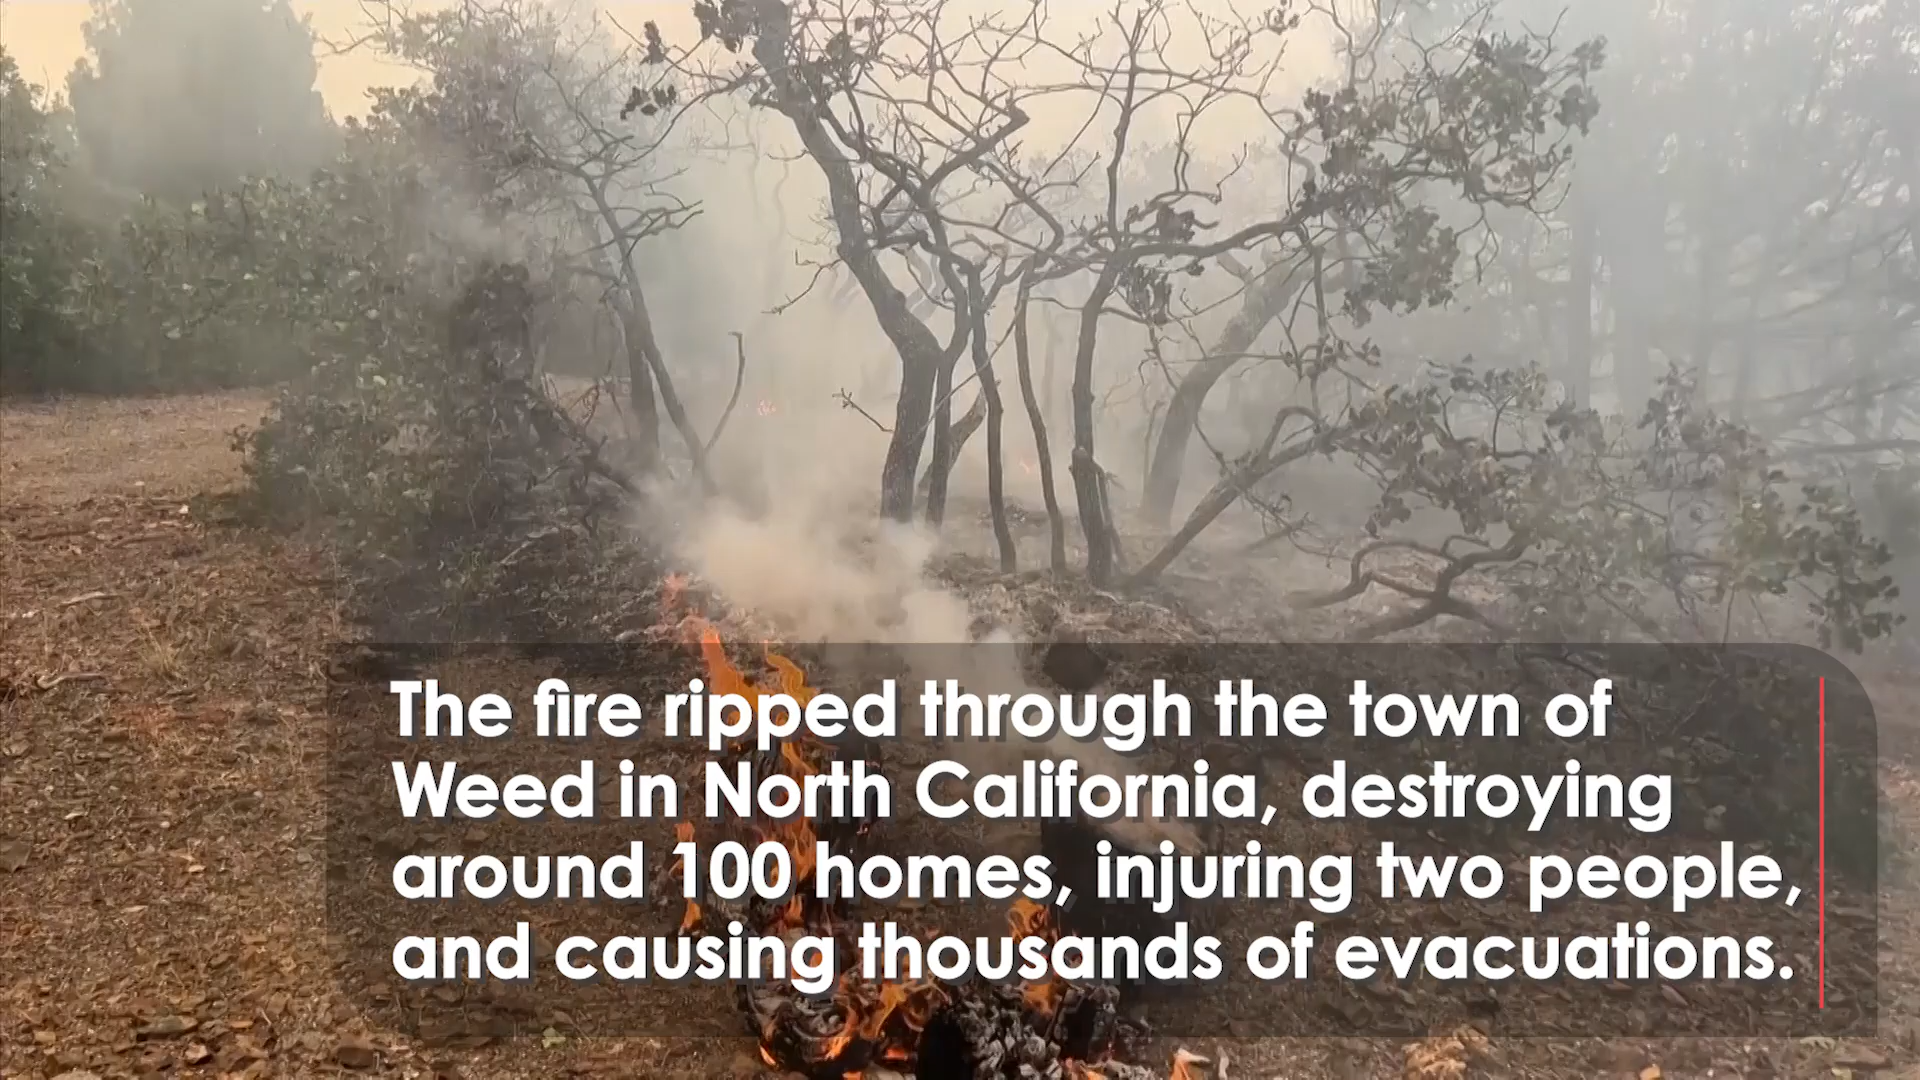 The fire ripped through the town of
Weed in North California, destroying
around 100 homes, injuring two people,
and causing thousands of evacuations.